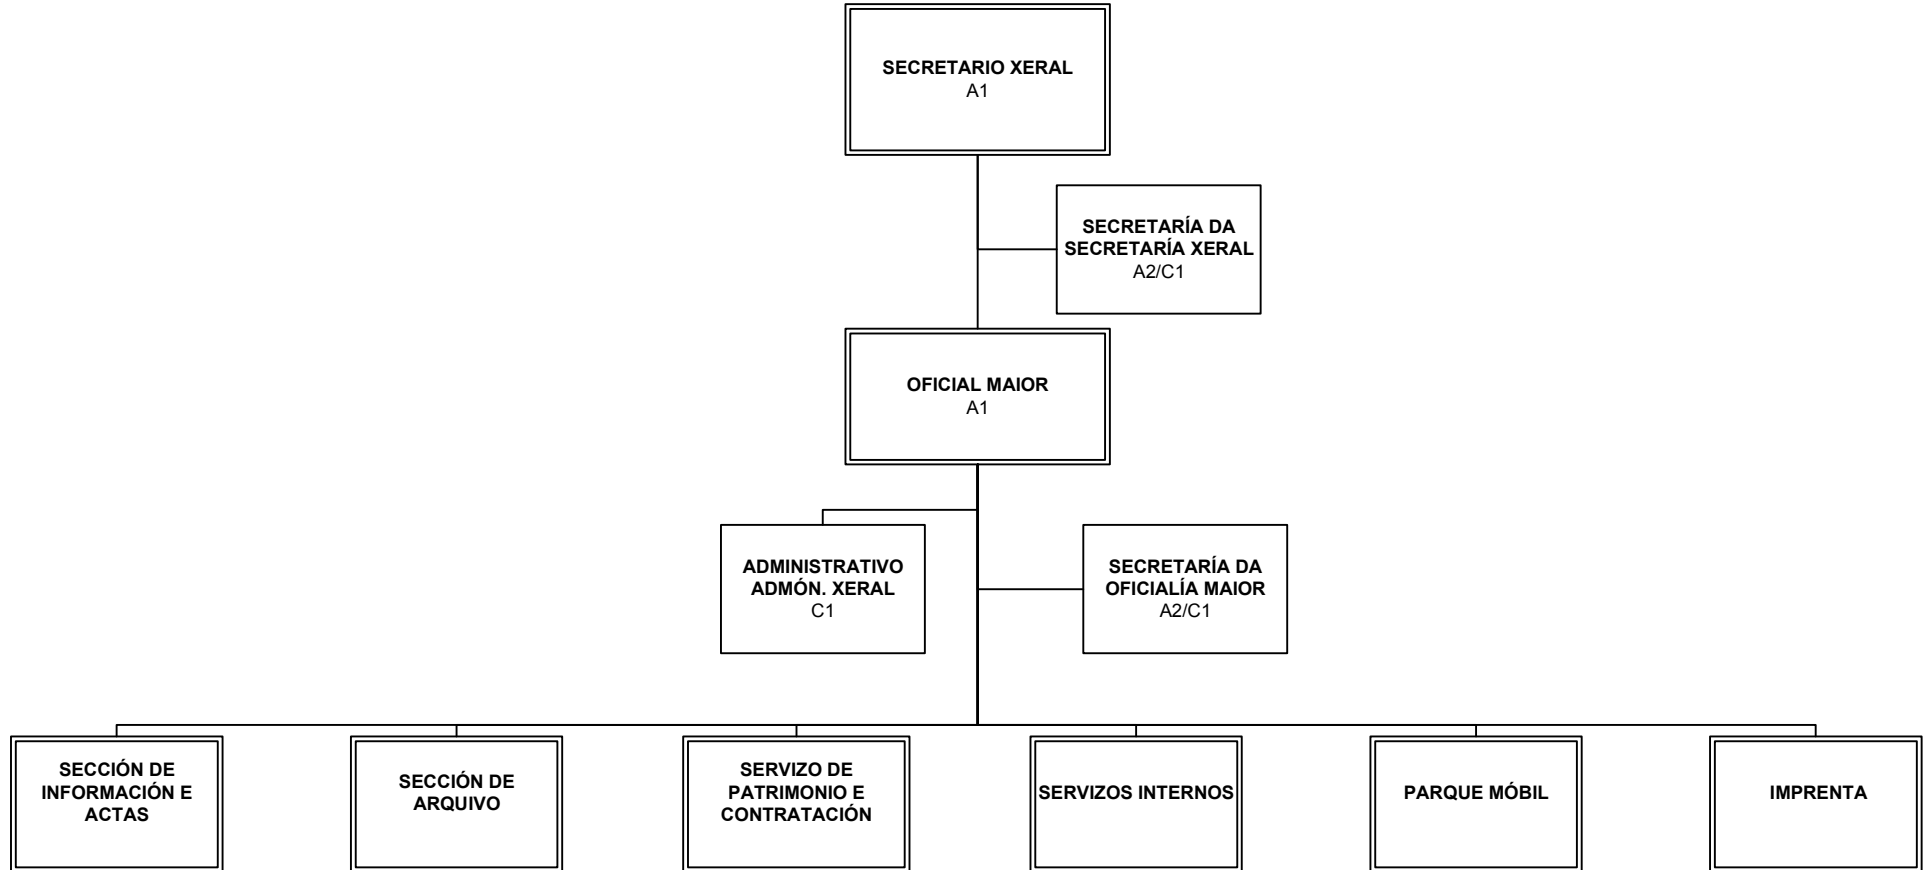 SECRETARIO XERAL
A1
SECRETARÍA DA
SECRETARÍA XERAL
A2/C1
OFICIAL MAIOR
A1
ADMINISTRATIVO
ADMÓN. XERAL
C1
SECRETARÍA DA
OFICIALÍA MAIOR
A2/C1
SECCIÓN DE
INFORMACIÓN E
ACTAS
SECCIÓN DE
ARQUIVO
SERVIZO DE
PATRIMONIO E
CONTRATACIÓN
SERVIZOS INTERNOS
PARQUE MÓBIL
IMPRENTA